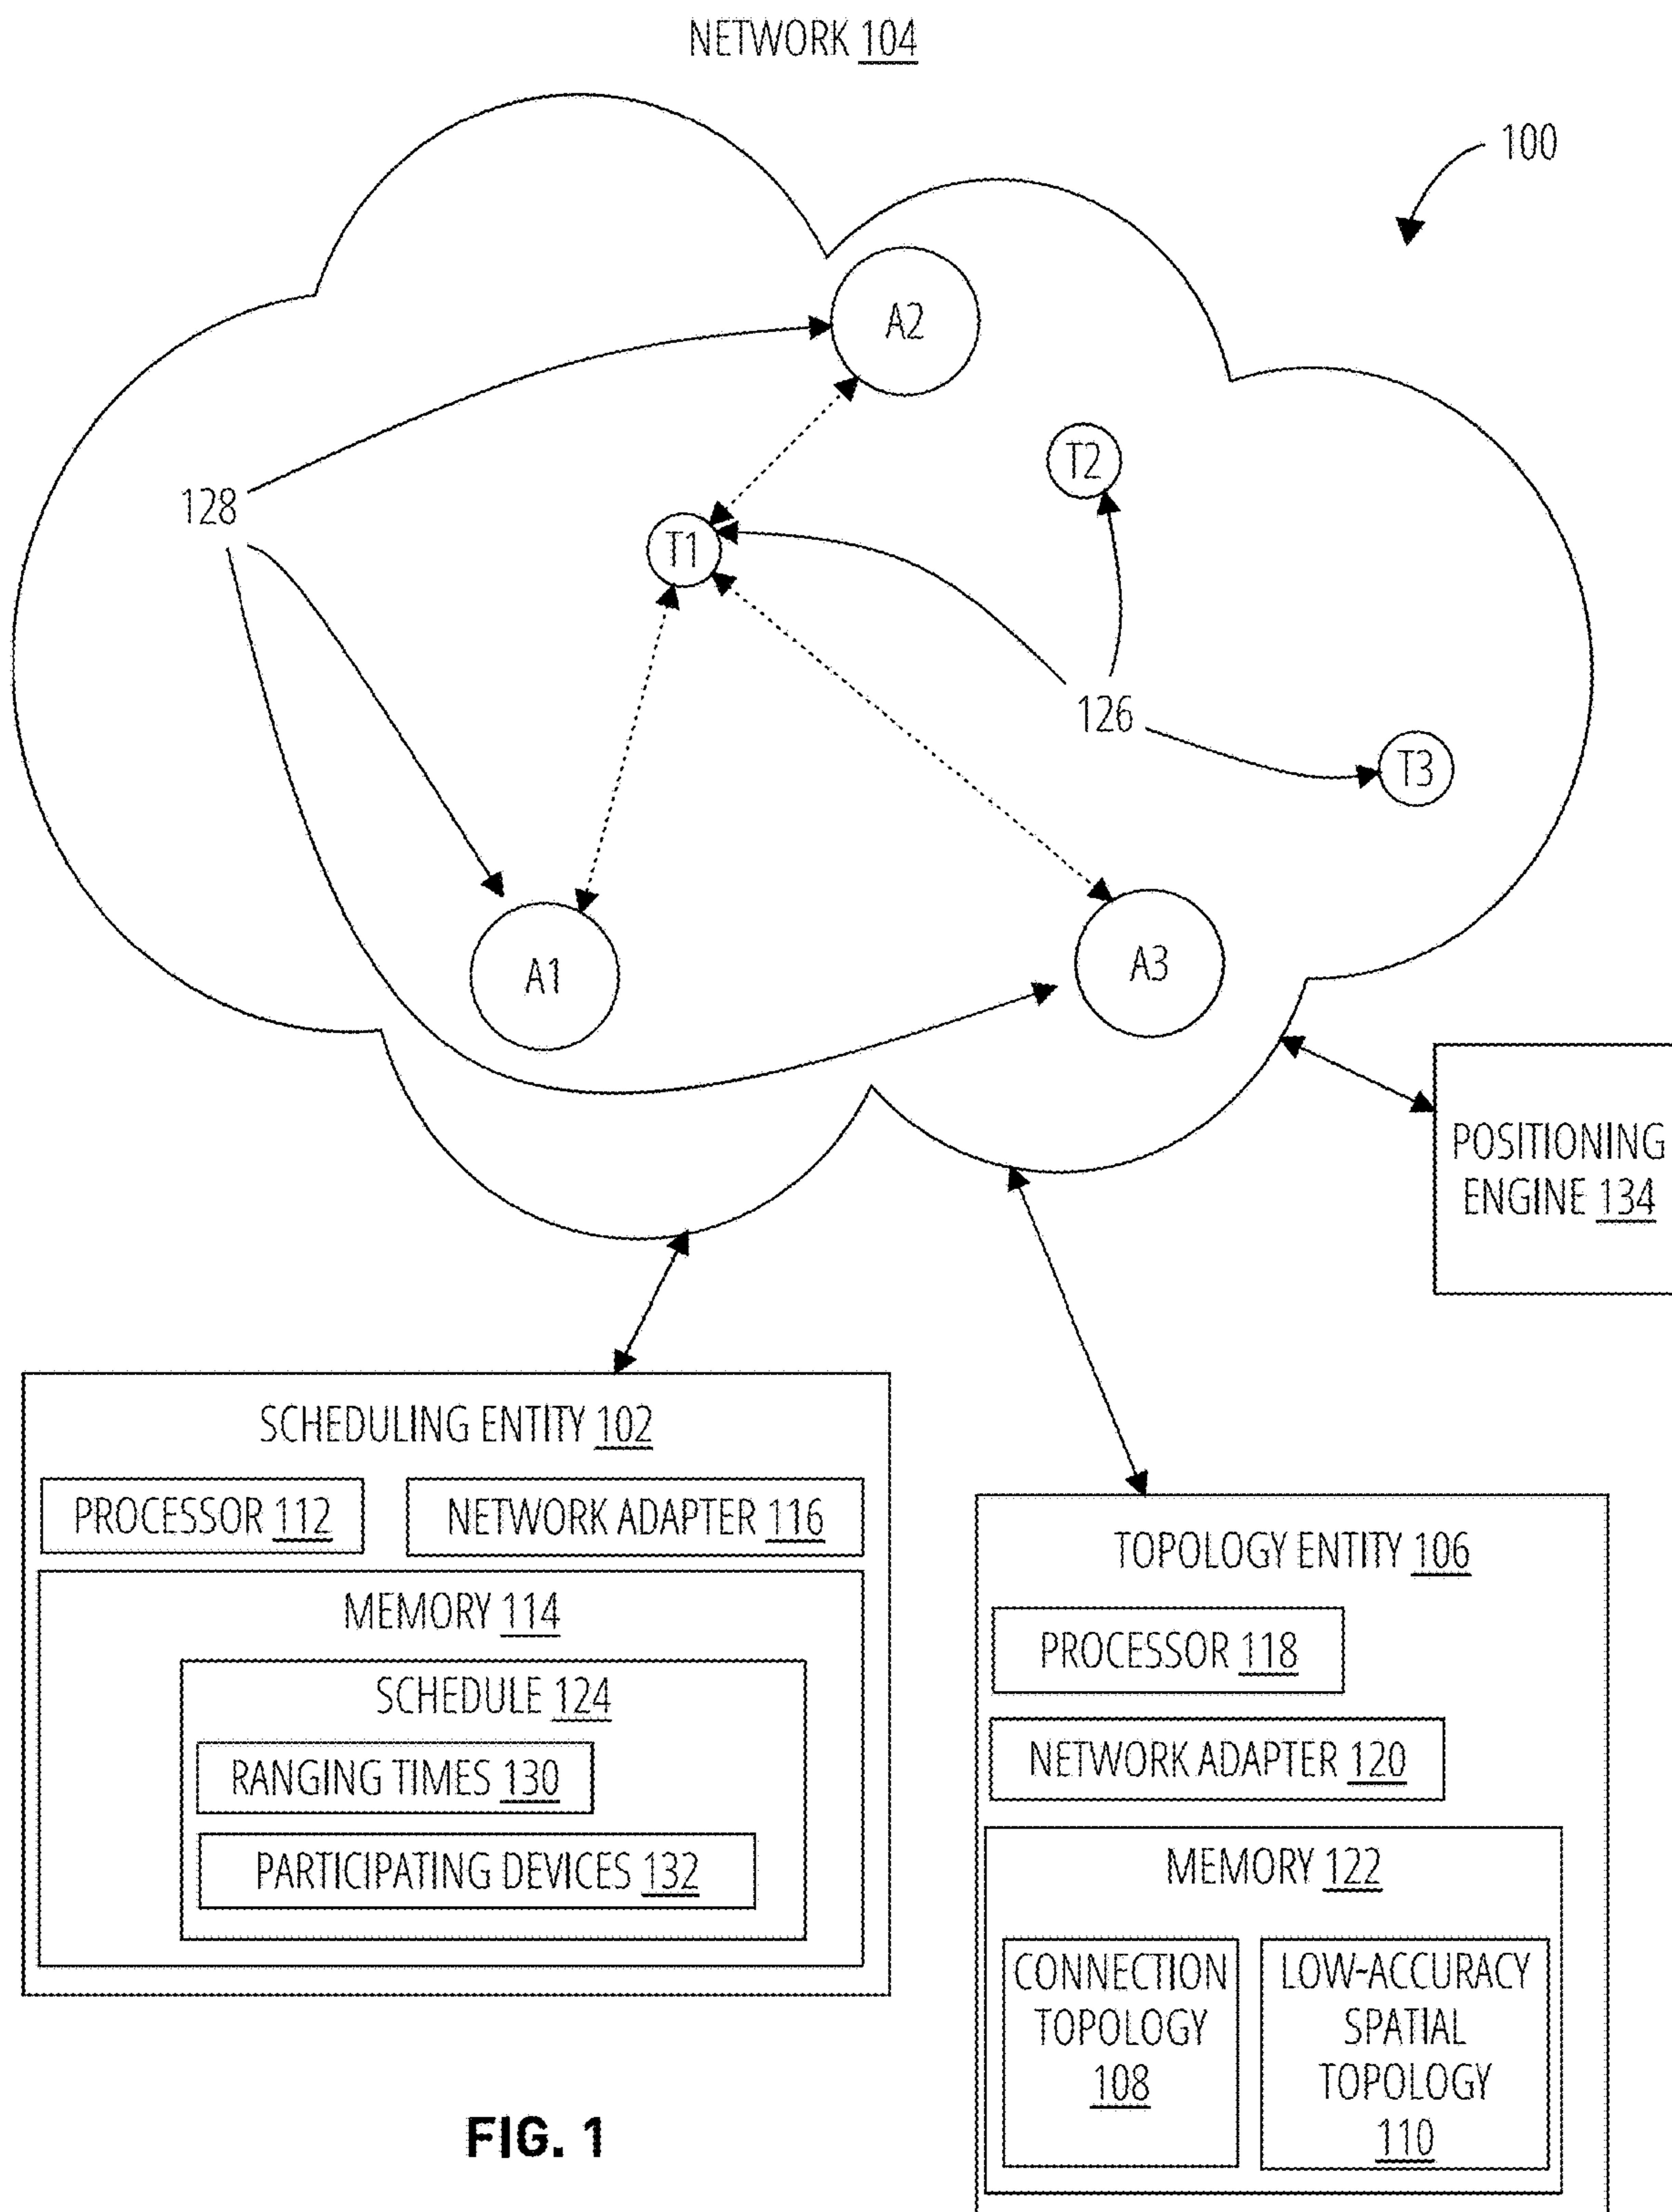 NETWORK 104
100
A2
T2
128
T1
126
T3
A1
A3
POSITIONING
ENGINE 134
SCHEDULING ENTITY 102
PROCESSOR 112
NETWORK ADAPTER 116
MEMORY 114
SCHEDULE 124
RANGING TIMES 130
PARTICIPATING DEVICES 132
TOPOLOGY ENTITY 106
PROCESSOR 118
NETWORK ADAPTER 120
MEMORY 122
CONNECTION
TOPOLOGY
108
LOW-ACCURACY
SPATIAL
TOPOLOGY
110
FIG. 1